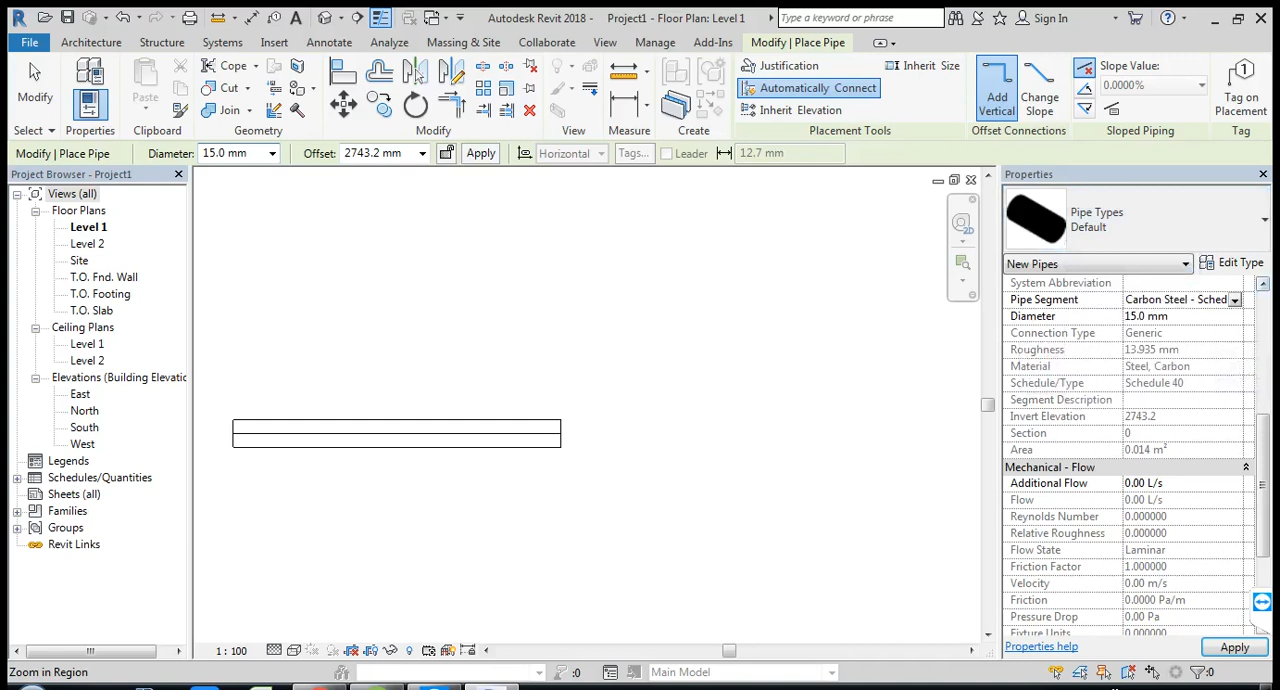 Autodesk Revit 2018 - Project1 - Floor Plan: Level 1
Type a keyword or phrase
Sign In
File Architecture Structure Systems Insert Annotate Analyze Massing & Site Collaborate View Manage Add-Ins Modify | Place Pipe
Modify
Paste
Cope
Cut
Join
Justification
Automatically Connect
Inherit Elevation
Inherit Size
Add Vertical
Change Slope
Slope Value:
0.0000%
Tag on Placement
Select Properties Clipboard Geometry Modify View Measure Create Placement Tools Offset Connections Sloped Piping Tag
Modify | Place Pipe Diameter: 15.0 mm Offset: 2743.2 mm Apply Horizontal Tags... Leader 12.7 mm
Project Browser - Project1
Views (all)
Floor Plans
Level 1
Level 2
Site
T.O. Fnd. Wall
T.O. Footing
T.O. Slab
Ceiling Plans
Level 1
Level 2
Elevations (Building Elevatio
East
North
South
West
Legends
Schedules/Quantities
Sheets (all)
Families
Groups
Revit Links
2D
Properties
Pipe Types
Default
New Pipes Edit Type
System Abbreviation
Pipe Segment Carbon Steel - Sched
Diameter 15.0 mm
Connection Type Generic
Roughness 13.935 mm
Material Steel, Carbon
Schedule/Type Schedule 40
Segment Description
Invert Elevation 2743.2
Section 0
Area 0.014 m²
Mechanical - Flow
Additional Flow 0.00 L/s
Flow 0.00 L/s
Reynolds Number 0.000000
Relative Roughness 0.000000
Flow State Laminar
Friction Factor 1.000000
Velocity 0.00 m/s
Friction 0.0000 Pa/m
Pressure Drop 0.00 Pa
Fixture Units 0.000000
Properties help Apply
1 : 100
Zoom in Region :0 Main Model :0